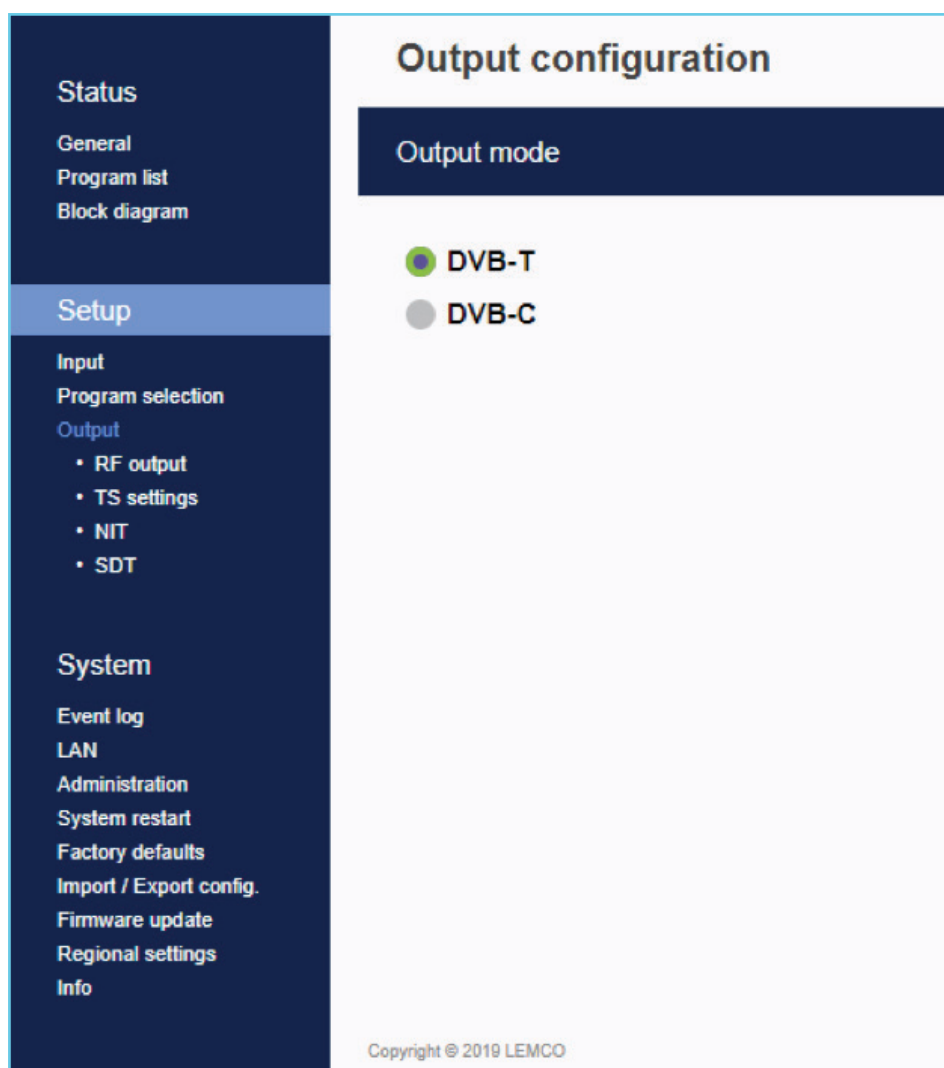 Status
General
Program list
Block diagram
Setup
Input
Program selection
Output
• RF output
• TS settings
• NIT
• SDT
System
Event log
LAN
Administration
System restart
Factory defaults
Import / Export config.
Firmware update
Regional settings
Info
Output configuration
Output mode
DVB-T
DVB-C
Copyright © 2019 LEMCO